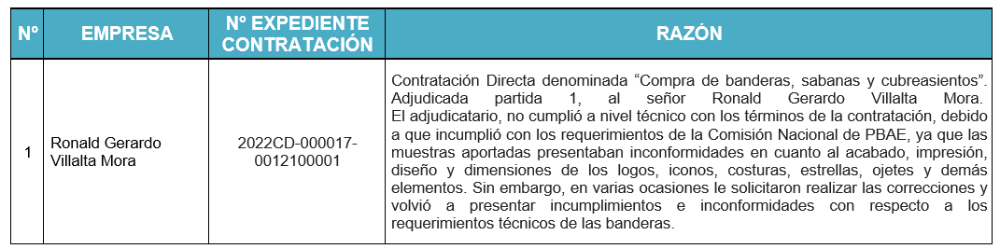 Nº
EMPRESA
Nº EXPEDIENTE
CONTRATACIÓN
RAZÓN
1
Ronald Gerardo
Villalta Mora
2022CD-000017-
0012100001
Contratación Directa denominada “Compra de banderas, sabanas y cubreasientos”.
Adjudicada partida 1, al señor Ronald Gerardo Villalta Mora.
El adjudicatario, no cumplió a nivel técnico con los términos de la contratación, debido
a que incumplió con los requerimientos de la Comisión Nacional de PBAE, ya que las
muestras aportadas presentaban inconformidades en cuanto al acabado, impresión,
diseño y dimensiones de los logos, iconos, costuras, estrellas, ojetes y demás
elementos. Sin embargo, en varias ocasiones le solicitaron realizar las correcciones y
volvió a presentar incumplimientos e inconformidades con respecto a los
requerimientos técnicos de las banderas.